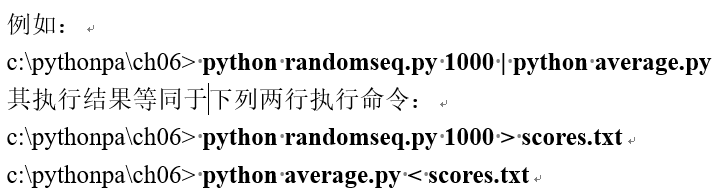 例如：
c:\pythonpa\ch06> python randomseq.py 1000 | python average.py
其执行结果等同于下列两行执行命令：
c:\pythonpa\ch06> python randomseq.py 1000 > scores.txt
c:\pythonpa\ch06> python average.py < scores.txt